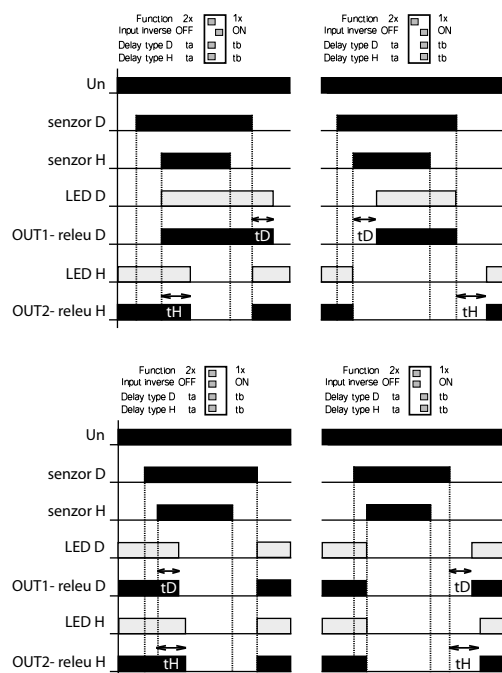 Function 2x 1x
Input inverse OFF ON
Delay type D ta tb
Delay type H ta tb
Function 2x 1x
Input inverse OFF ON
Delay type D ta tb
Delay type H ta tb
Un
senzor D
senzor H
LED D
OUT1- releu D tD tD
LED H
OUT2- releu H tH tH
Function 2x 1x
Input inverse OFF ON
Delay type D ta tb
Delay type H ta tb
Function 2x 1x
Input inverse OFF ON
Delay type D ta tb
Delay type H ta tb
Un
senzor D
senzor H
LED D
OUT1- releu D tD tD
LED H
OUT2- releu H tH tH